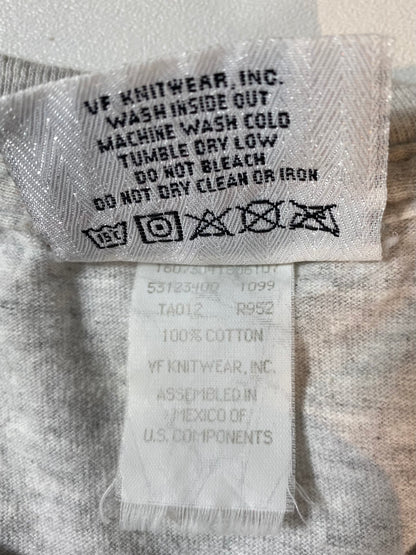 VF KNITWEAR, INC.
WASH INSIDE OUT
MACHINE WASH COLD
TUMBLE DRY LOW
DO NOT BLEACH
DO NOT DRY CLEAN OR IRON
15C
53123400 1099
TA012 R952
100% COTTON
VF KNITWEAR, INC.
ASSEMBLED IN
MEXICO OF
U.S. COMPONENTS